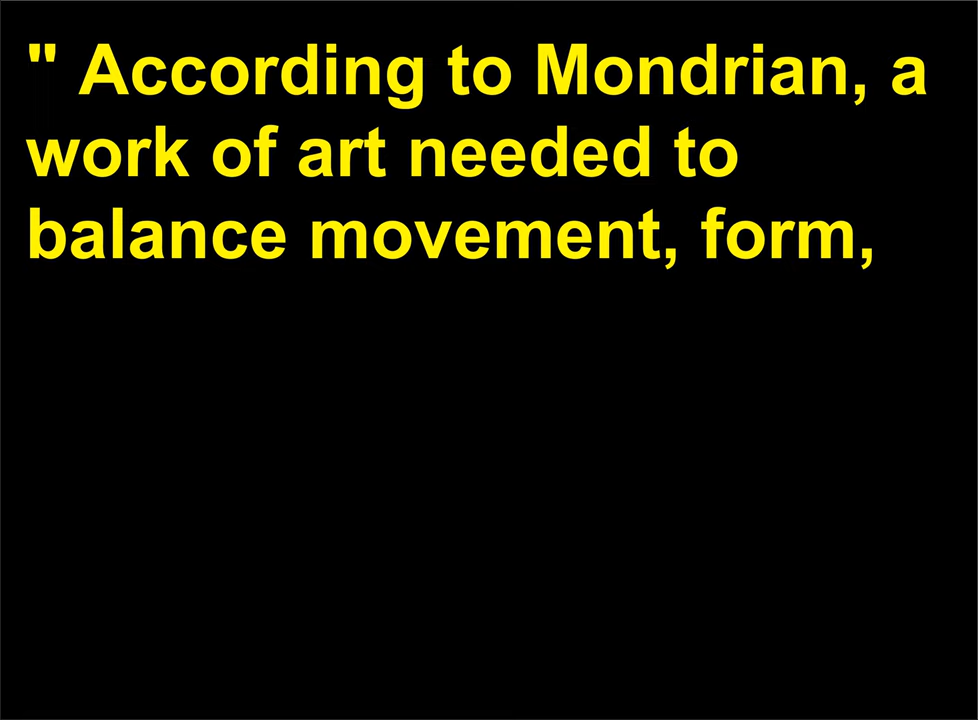 " According to Mondrian, a
work of art needed to
balance movement, form,